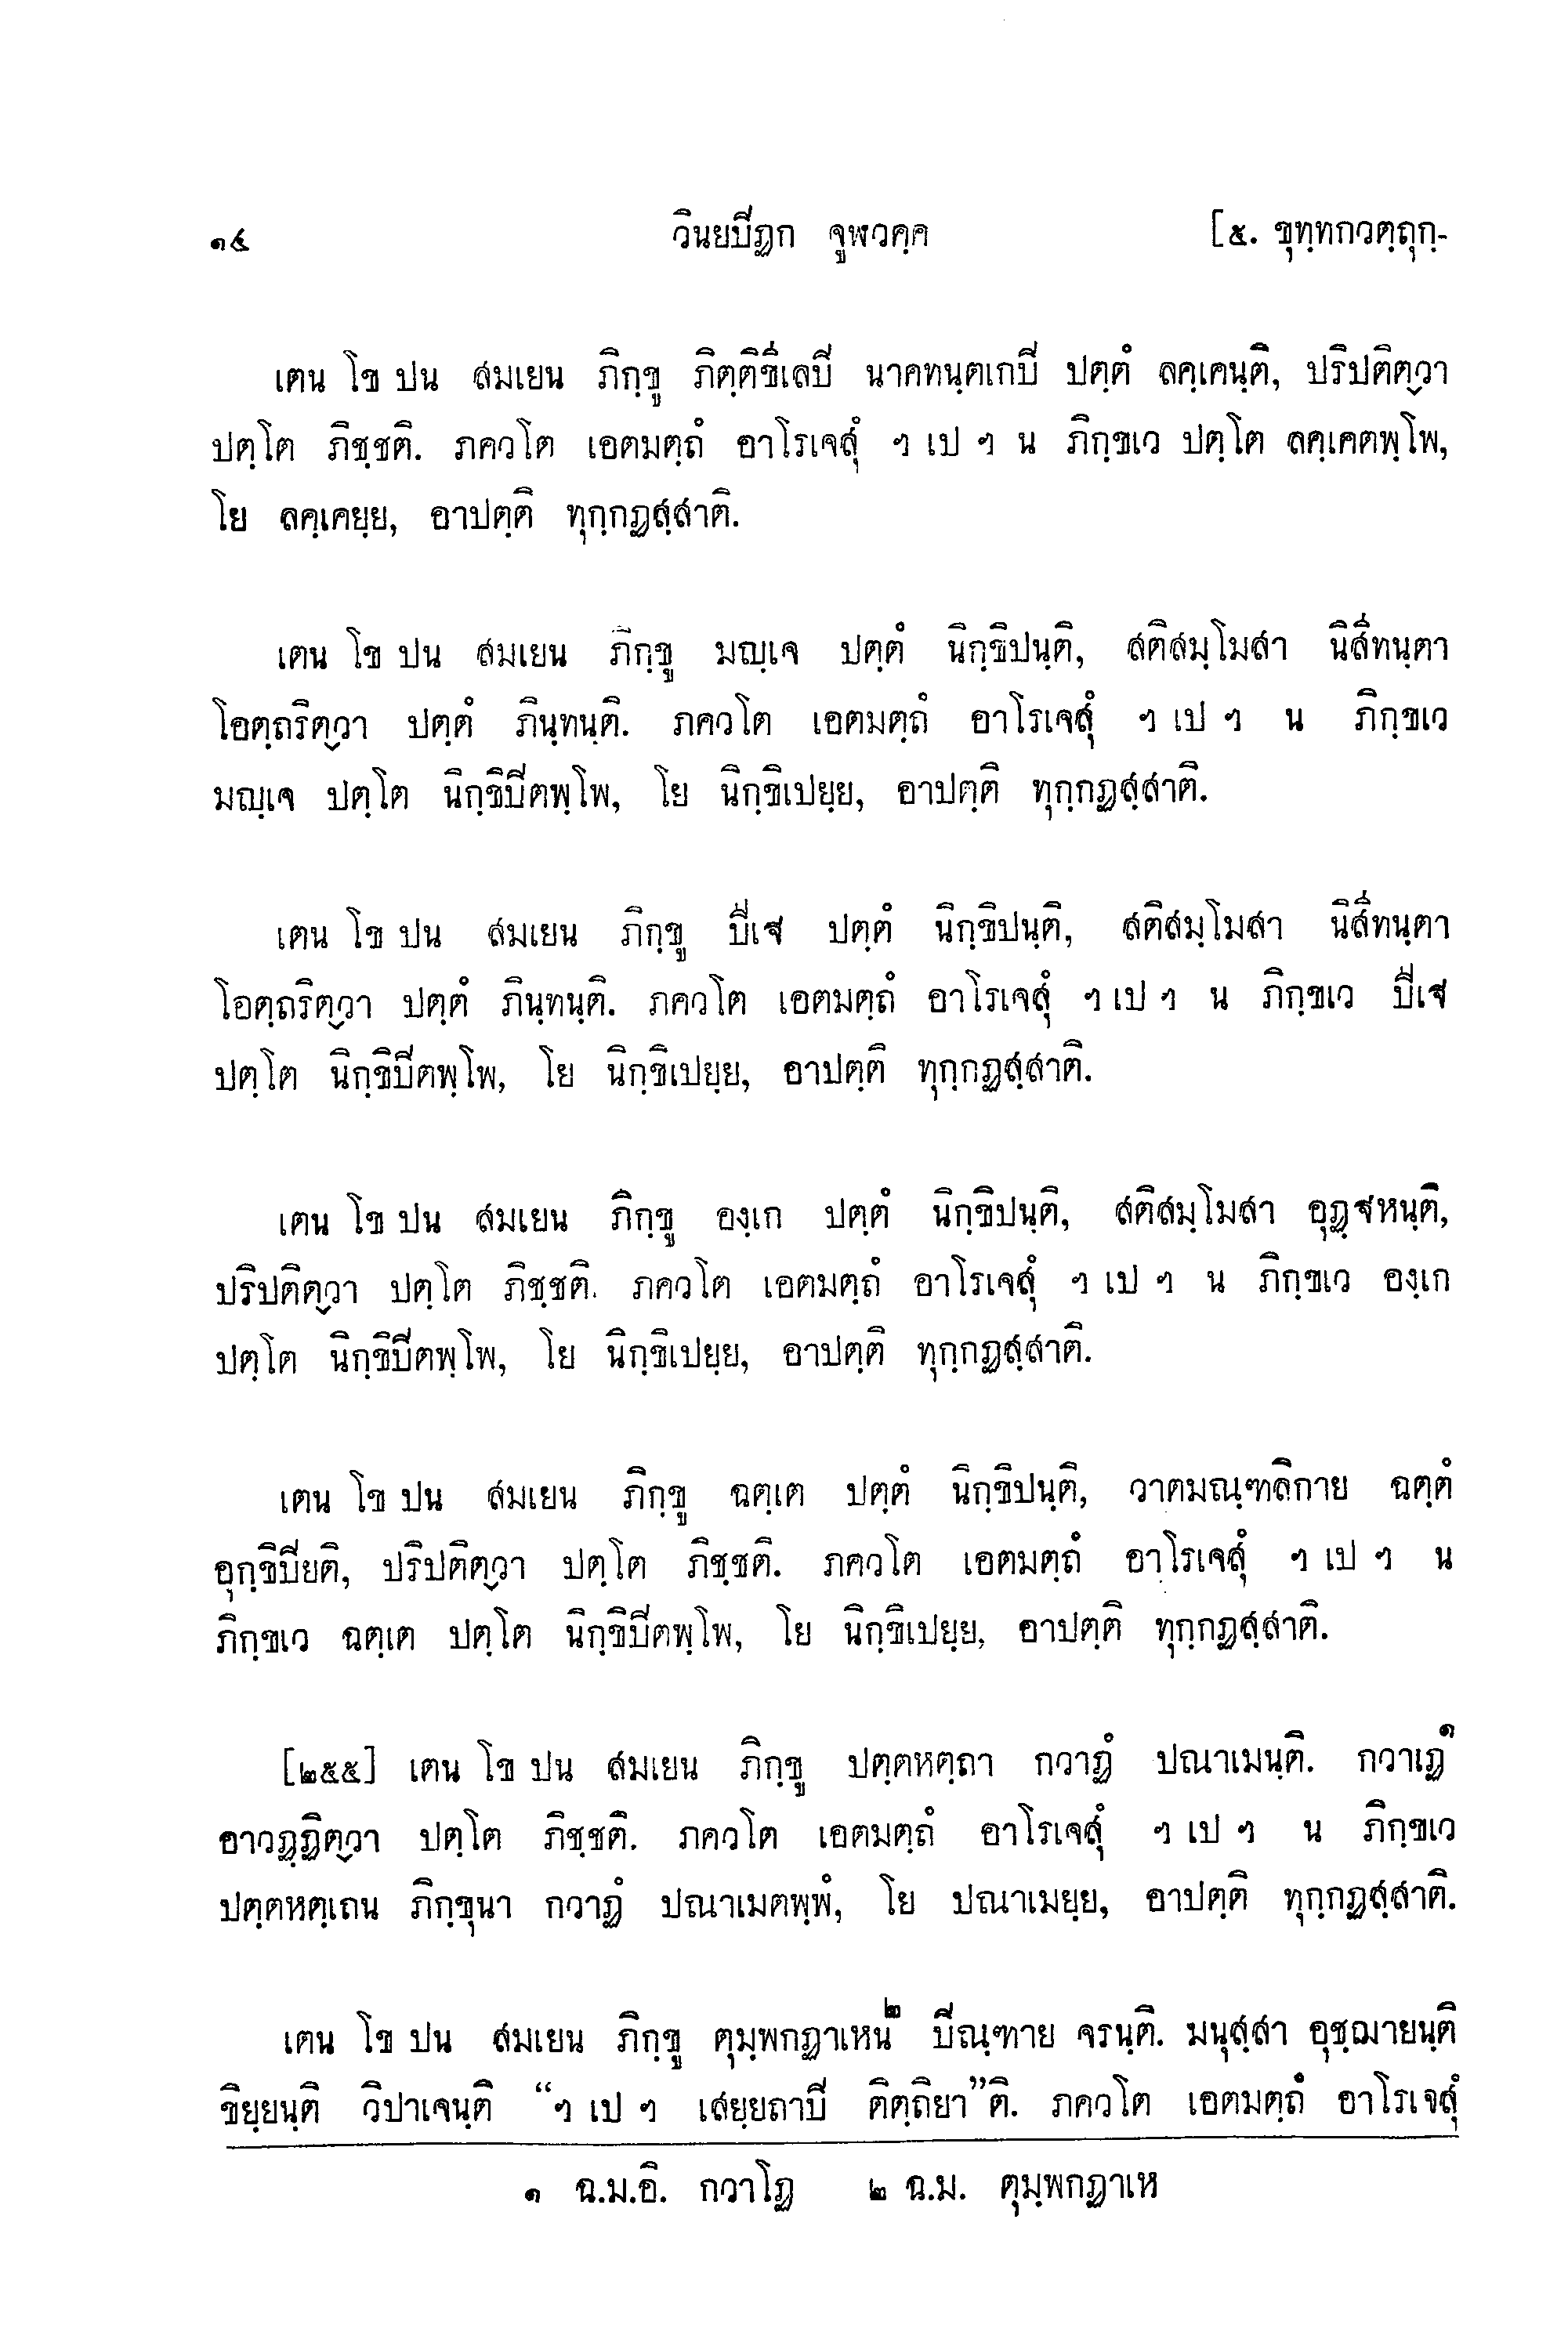 ๑๔ วินยปิฏก จูฬวคฺค [๕. ขุทฺทกวตฺถุกฺ-
เตน โข ปน สมเยน ภิกฺขู ภิตฺติขีเลปิ นาคทนฺตเกปิ ปตฺตํ ลคฺเคนฺติ, ปริปติตฺวา
ปตฺโต ภิชฺชติ. ภควโต เอตมตฺถํ อาโรเจสุํ ฯ เป ฯ น ภิกฺขเว ปตฺโต ลคฺเคตพฺโพ,
โย ลคฺเคยฺย, อาปตฺติ ทุกฺกฏสฺสาติ.
เตน โข ปน สมเยน ภิกฺขู มญฺเจ ปตฺตํ นิกฺขิปนฺติ, สติสมฺโมสา นิสีทนฺตา
โอตฺถริตฺวา ปตฺตํ ภินฺทนฺติ. ภควโต เอตมตฺถํ อาโรเจสุํ ฯ เป ฯ น ภิกฺขเว
มญฺเจ ปตฺโต นิกฺขิปิตพฺโพ, โย นิกฺขิเปยฺย, อาปตฺติ ทุกฺกฏสฺสาติ.
เตน โข ปน สมเยน ภิกฺขู ปีเฐ ปตฺตํ นิกฺขิปนฺติ, สติสมฺโมสา นิสีทนฺตา
โอตฺถริตฺวา ปตฺตํ ภินฺทนฺติ. ภควโต เอตมตฺถํ อาโรเจสุํ ฯ เป ฯ น ภิกฺขเว ปีเฐ
ปตฺโต นิกฺขิปิตพฺโพ, โย นิกฺขิเปยฺย, อาปตฺติ ทุกฺกฏสฺสาติ.
เตน โข ปน สมเยน ภิกฺขู องฺเก ปตฺตํ นิกฺขิปนฺติ, สติสมฺโมสา อุฏฺฐหนฺติ,
ปริปติตฺวา ปตฺโต ภิชฺชติ. ภควโต เอตมตฺถํ อาโรเจสุํ ฯ เป ฯ น ภิกฺขเว องฺเก
ปตฺโต นิกฺขิปิตพฺโพ, โย นิกฺขิเปยฺย, อาปตฺติ ทุกฺกฏสฺสาติ.
เตน โข ปน สมเยน ภิกฺขู ฉตฺเต ปตฺตํ นิกฺขิปนฺติ, วาตมณฺฑลิกาย ฉตฺตํ
อุกฺขิปิยติ, ปริปติตฺวา ปตฺโต ภิชฺชติ. ภควโต เอตมตฺถํ อาโรเจสุํ ฯ เป ฯ น
ภิกฺขเว ฉตฺเต ปตฺโต นิกฺขิปิตพฺโพ, โย นิกฺขิเปยฺย, อาปตฺติ ทุกฺกฏสฺสาติ.
[๒๕๕] เตน โข ปน สมเยน ภิกฺขู ปตฺตหตฺถา กวาฏํ ปณาเมนฺติ. กวาเฏํ๑
อาวฏฺฏิตฺวา ปตฺโต ภิชฺชติ. ภควโต เอตมตฺถํ อาโรเจสุํ ฯ เป ฯ น ภิกฺขเว
ปตฺตหตฺเถน ภิกฺขุนา กวาฏํ ปณาเมตพฺพํ, โย ปณาเมยฺย, อาปตฺติ ทุกฺกฏสฺสาติ.
เตน โข ปน สมเยน ภิกฺขู ตุมฺพกฏาเหนํ๒ ปิณฺฑาย จรนฺติ. มนุสฺสา อุชฺฌายนฺติ
ขิยฺยนฺติ วิปาเจนฺติ “ฯ เป ฯ เสยฺยถาปิ ติตฺถิยา”ติ. ภควโต เอตมตฺถํ อาโรเจสุํ
๑ ฉ.ม.อิ. กวาโฏ ๒ ฉ.ม. ตุมฺพกฏาเห